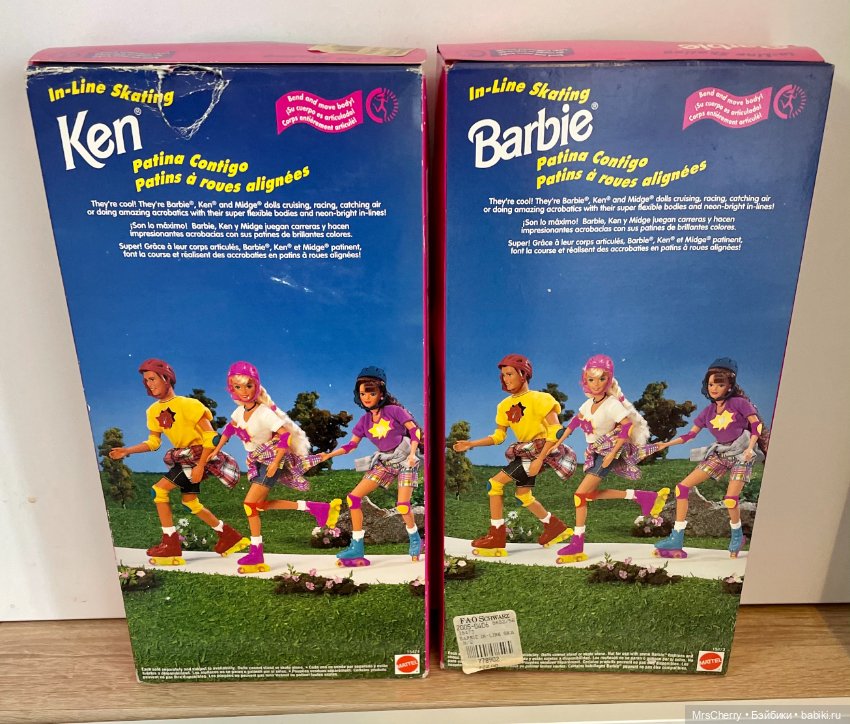 In-Line Skating
Ken®
Patina Contigo
Patins à roues alignées
Bend and move body!
¡Su cuerpo es articulado!
Corps entièrement articulé!
They're cool! They're Barbie®, Ken® and Midge® dolls cruising, racing, catching air
or doing amazing acrobatics with their super flexible bodies and neon-bright in-lines!
¡Son lo máximo! Barbie, Ken y Midge juegan carreras y hacen
impresionantes acrobacias con sus patines de brillantes colores.
Super! Grâce à leur corps articulés, Barbie®, Ken® et Midge® patinent,
font la course et réalisent des accrobaties en patins à roues alignées!
15474
MATTEL
Barbie
In-Line Skating
Barbie®
Patina Contigo
Patins à roues alignées
Bend and move body!
¡Su cuerpo es articulado!
Corps entièrement articulé!
They're cool! They're Barbie®, Ken® and Midge® dolls cruising, racing, catching air
or doing amazing acrobatics with their super flexible bodies and neon-bright in-lines!
¡Son lo máximo! Barbie, Ken y Midge juegan carreras y hacen
impresionantes acrobacias con sus patines de brillantes colores.
Super! Grâce à leur corps articulés, Barbie®, Ken® et Midge® patinent,
font la course et réalisent des accrobaties en patins à roues alignées!
FAO SCHWARZ
BARBIE IN-LINE
778902
15473
MATTEL
MrsCherry • Бэйбики • babiki.ru